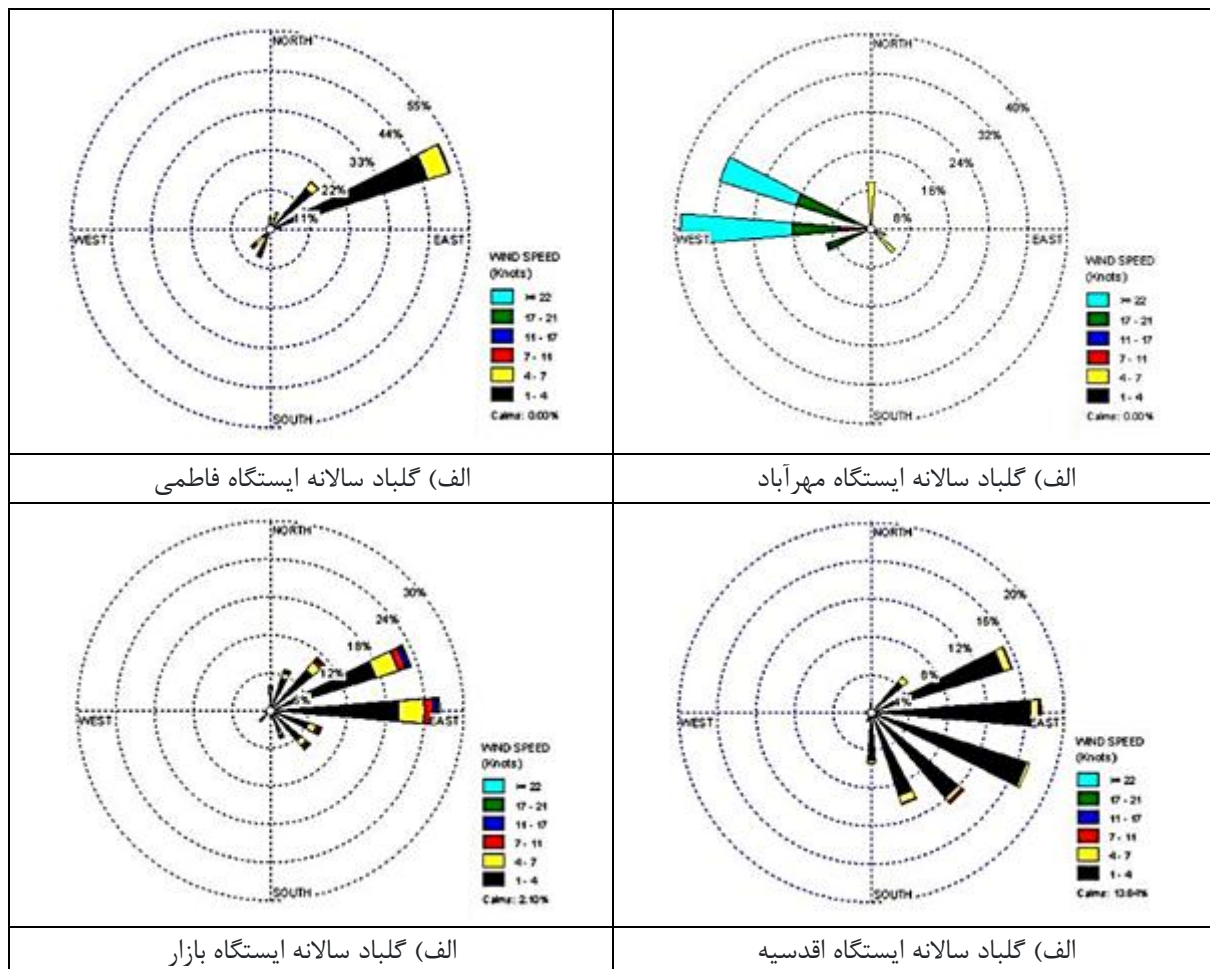 NORTH
55%
44%
33%
22%
11%
WEST
EAST
WIND SPEED
(Knots)
>= 22
17 - 21
11 - 17
7 - 11
4 - 7
1 - 4
Calms: 0.00%
SOUTH
NORTH
40%
32%
24%
16%
8%
WEST
EAST
WIND SPEED
(Knots)
>= 22
17 - 21
11 - 17
7 - 11
4 - 7
1 - 4
Calms: 0.00%
SOUTH
الف) گلباد سالانه ایستگاه مهرآباد
الف) گلباد سالانه ایستگاه فاطمی
NORTH
30%
24%
18%
12%
6%
WEST
EAST
WIND SPEED
(Knots)
>= 22
17 - 21
11 - 17
7 - 11
4 - 7
1 - 4
Calms: 2.10%
SOUTH
NORTH
20%
16%
12%
8%
4%
WEST
EAST
WIND SPEED
(Knots)
>= 22
17 - 21
11 - 17
7 - 11
4 - 7
1 - 4
Calms: 13.84%
SOUTH
الف) گلباد سالانه ایستگاه اقدسیه
الف) گلباد سالانه ایستگاه بازار